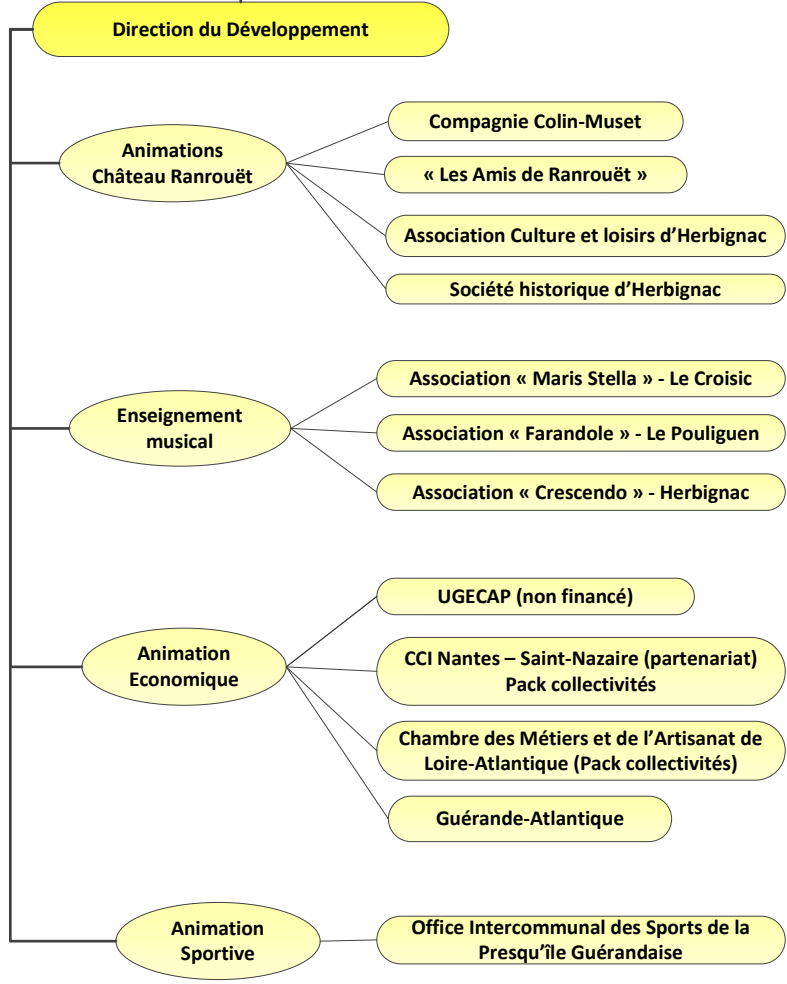 Direction du Développement
Animations
Château Ranrouët
Compagnie Colin-Muset
« Les Amis de Ranrouët »
Association Culture et loisirs d’Herbignac
Société historique d’Herbignac
Enseignement
musical
Association « Maris Stella » - Le Croisic
Association « Farandole » - Le Pouliguen
Association « Crescendo » - Herbignac
Animation
Economique
UGECAP (non financé)
CCI Nantes – Saint-Nazaire (partenariat)
Pack collectivités
Chambre des Métiers et de l’Artisanat de
Loire-Atlantique (Pack collectivités)
Guérande-Atlantique
Animation
Sportive
Office Intercommunal des Sports de la
Presqu’île Guérandaise